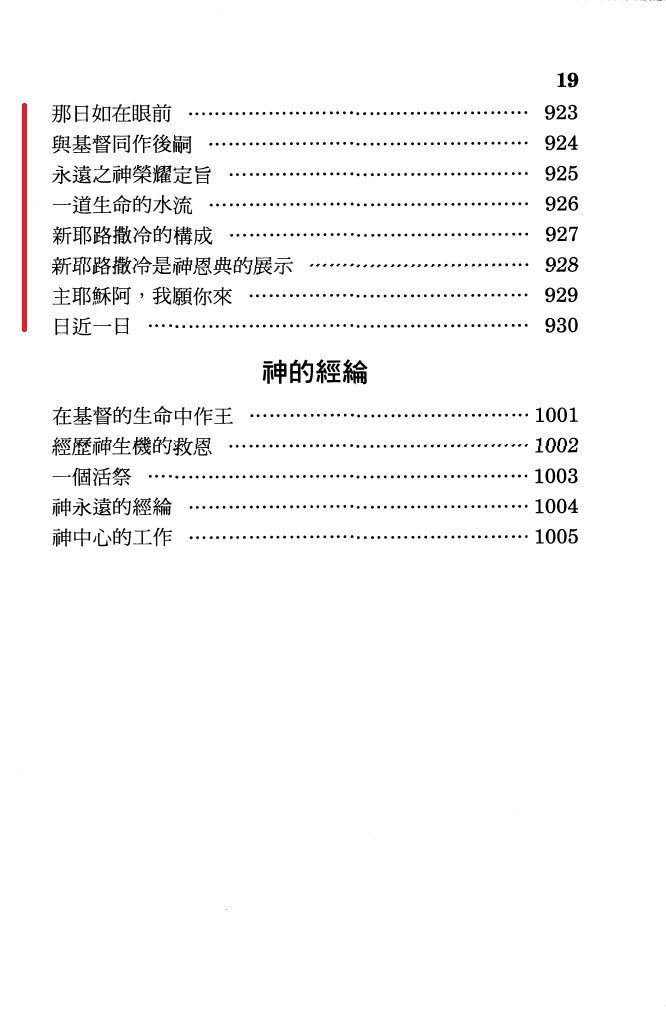 19
那日如在眼前 …………………………………………… 923
與基督同作後嗣 ………………………………………… 924
永遠之神榮耀定旨 ……………………………………… 925
一道生命的水流 ………………………………………… 926
新耶路撒冷的構成 ……………………………………… 927
新耶路撒冷是神恩典的展示 …………………………… 928
主耶穌阿，我願你來 …………………………………… 929
日近一日 ………………………………………………… 930
神的經綸
在基督的生命中作王 …………………………………… 1001
經歷神生機的救恩 ……………………………………… 1002
一個活祭 ………………………………………………… 1003
神永遠的經綸 …………………………………………… 1004
神中心的工作 …………………………………………… 1005